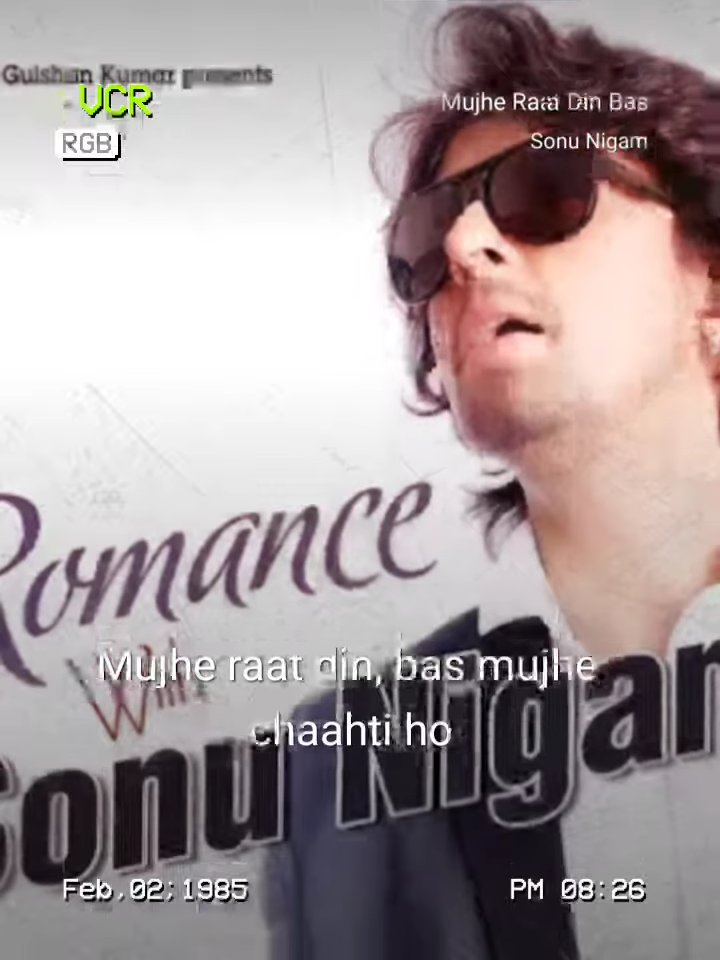 Gulshan Kumar presents
VCR
RGB
Mujhe Raat Din Bas
Sonu Nigam
Romance
With
Sonu Nigam
Mujhe raat din, bas mujhe
chaahti ho
Feb.02,1985
PM 08:26